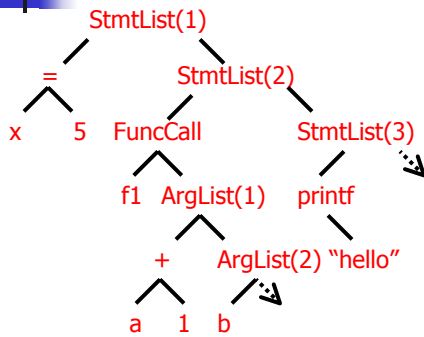 StmtList(1)
= StmtList(2)
x 5 FuncCall StmtList(3)
f1 ArgList(1) printf
+ ArgList(2) “hello”
a 1 b